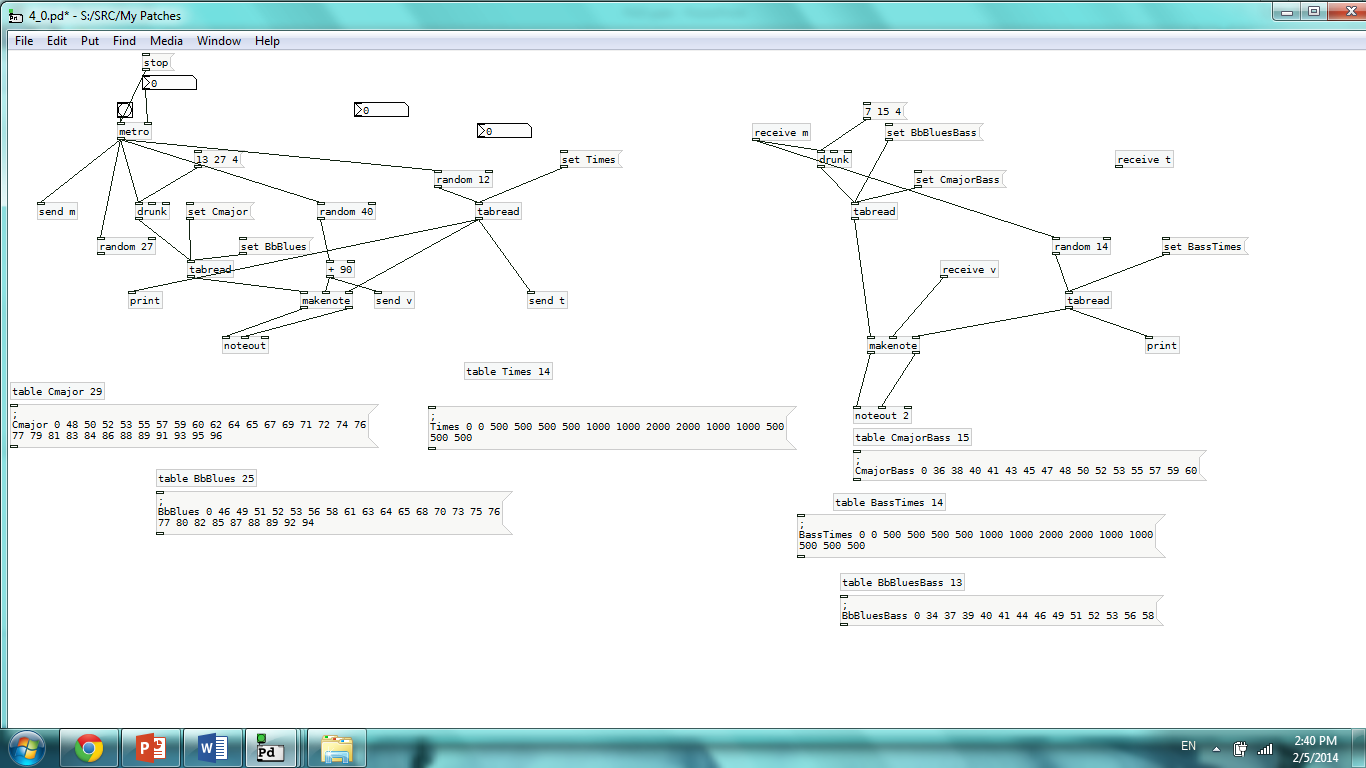 4_0.pd* - S:/SRC/My Patches
File Edit Put Find Media Window Help
stop
0
metro
13 27 4
0
0
set Times
random 12
send m
drunk
set Cmajor
random 40
tabread
random 27
set BbBlues
tabread
+ 90
print
makenote
send v
send t
noteout
table Times 14
table Cmajor 29
;
Cmajor 0 48 50 52 53 55 57 59 60 62 64 65 67 69 71 72 74 76
77 79 81 83 84 86 88 89 91 93 95 96
;
Times 0 0 500 500 500 500 1000 1000 2000 2000 1000 1000 500
500 500
table BbBlues 25
;
BbBlues 0 46 49 51 52 53 56 58 61 63 64 65 68 70 73 75 76
77 80 82 85 87 88 89 92 94
7 15 4
receive m
set BbBluesBass
drunk
receive t
set CmajorBass
tabread
random 14
set BassTimes
receive v
tabread
makenote
print
noteout 2
table CmajorBass 15
;
CmajorBass 0 36 38 40 41 43 45 47 48 50 52 53 55 57 59 60
table BassTimes 14
;
BassTimes 0 0 500 500 500 500 1000 1000 2000 2000 1000 1000
500 500 500
table BbBluesBass 13
;
BbBluesBass 0 34 37 39 40 41 44 46 49 51 52 53 56 58
Pd
EN
2:40 PM
2/5/2014